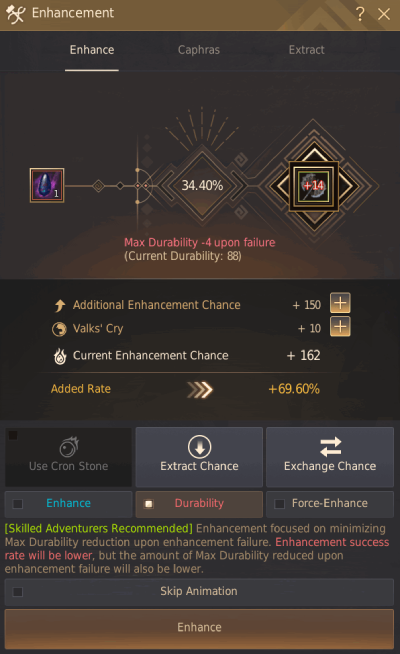 Enhancement
?
Enhance
Caphras
Extract
1
34.40%
+14
Max Durability -4 upon failure
(Current Durability: 88)
Additional Enhancement Chance + 150
Valks' Cry + 10
Current Enhancement Chance + 162
Added Rate +69.60%
Use Cron Stone
Extract Chance
Exchange Chance
Enhance
Durability
Force-Enhance
[Skilled Adventurers Recommended] Enhancement focused on minimizing
Max Durability reduction upon enhancement failure. Enhancement success
rate will be lower, but the amount of Max Durability reduced upon
enhancement failure will also be lower.
Skip Animation
Enhance